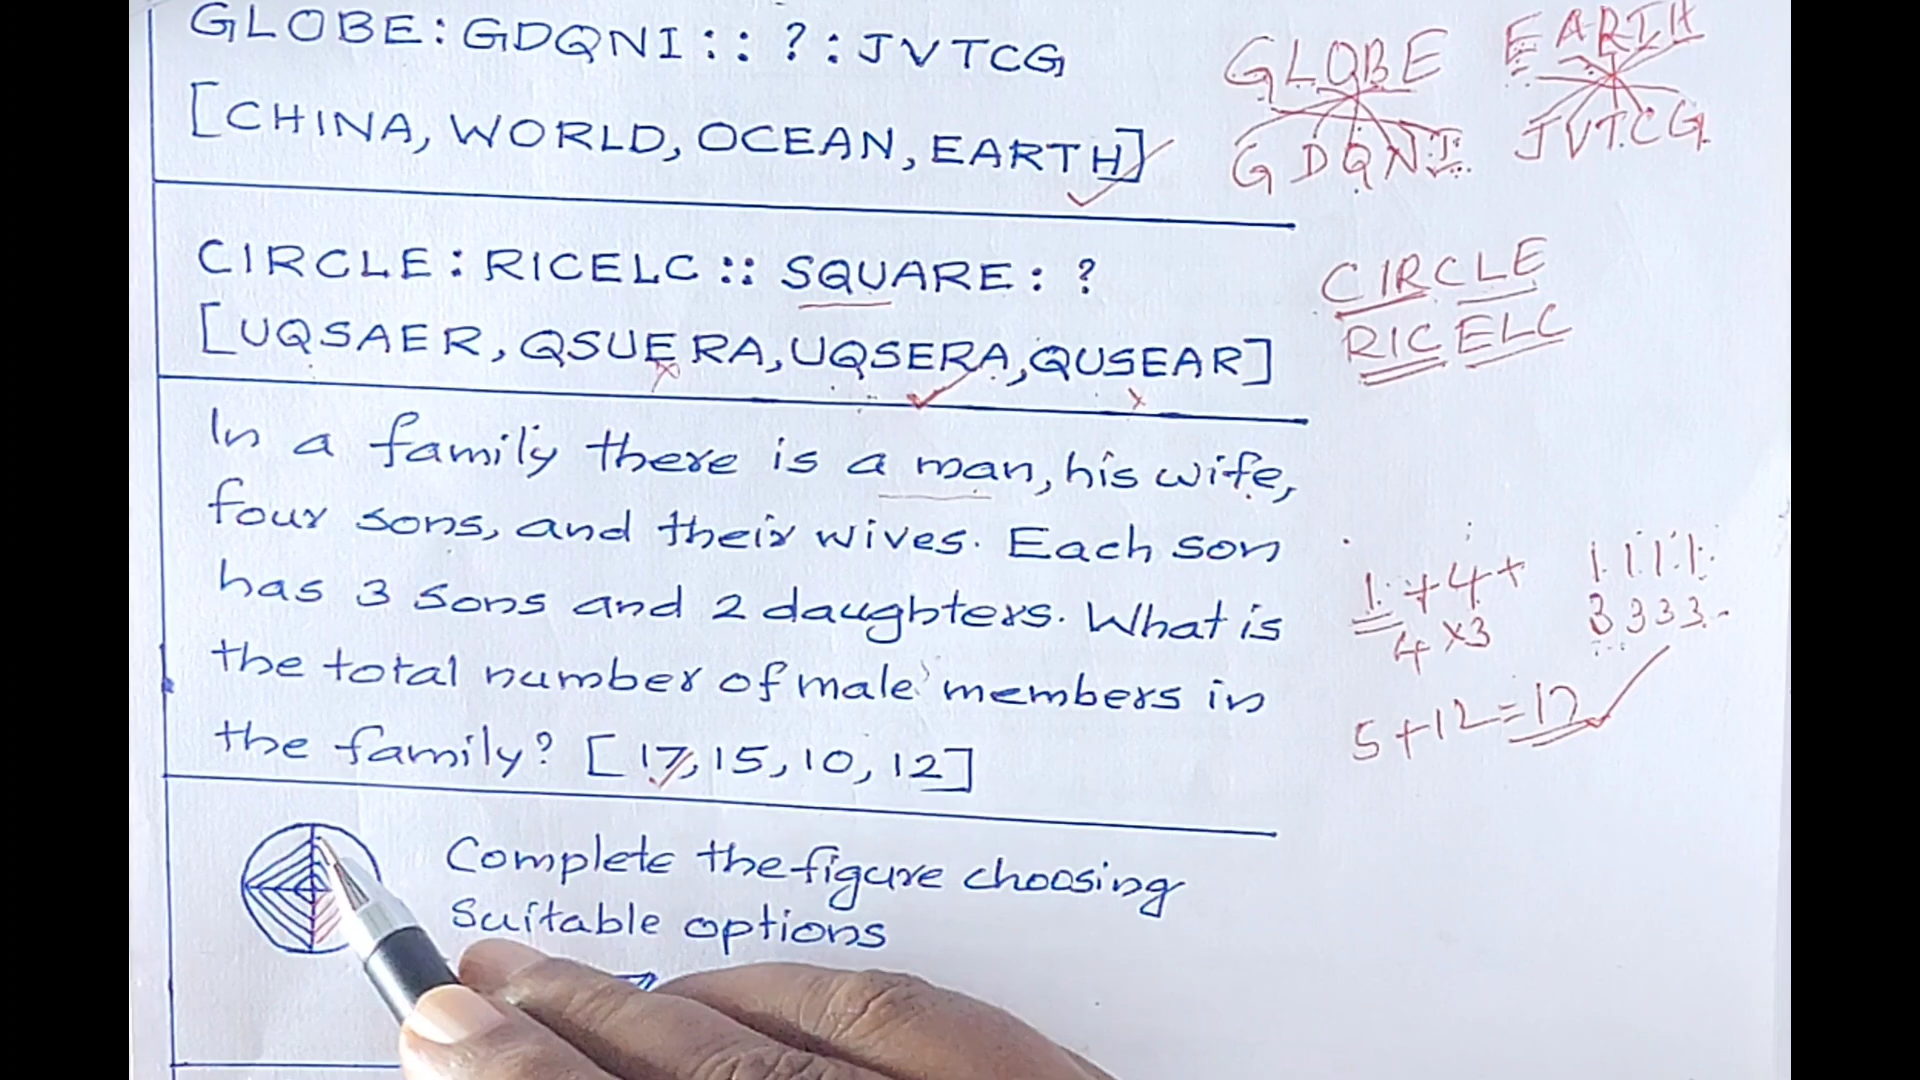 GLOBE:GDQNI::?:JVTCG
[CHINA, WORLD, OCEAN, EARTH]
GLOBE EARTH
GDQNI JVTCG
CIRCLE:RICELC::SQUARE:?
[UQSAER, QSUERA, UQSERA, QUSEAR]
CIRCLE
RICELC
In a family there is a man, his wife,
four sons, and their wives. Each son
has 3 sons and 2 daughters. What is
the total number of male members in
the family? [17, 15, 10, 12]
1+4+
4×3
1 1 1 1
3 3 3 3
5+12=17
Complete the figure choosing
suitable options